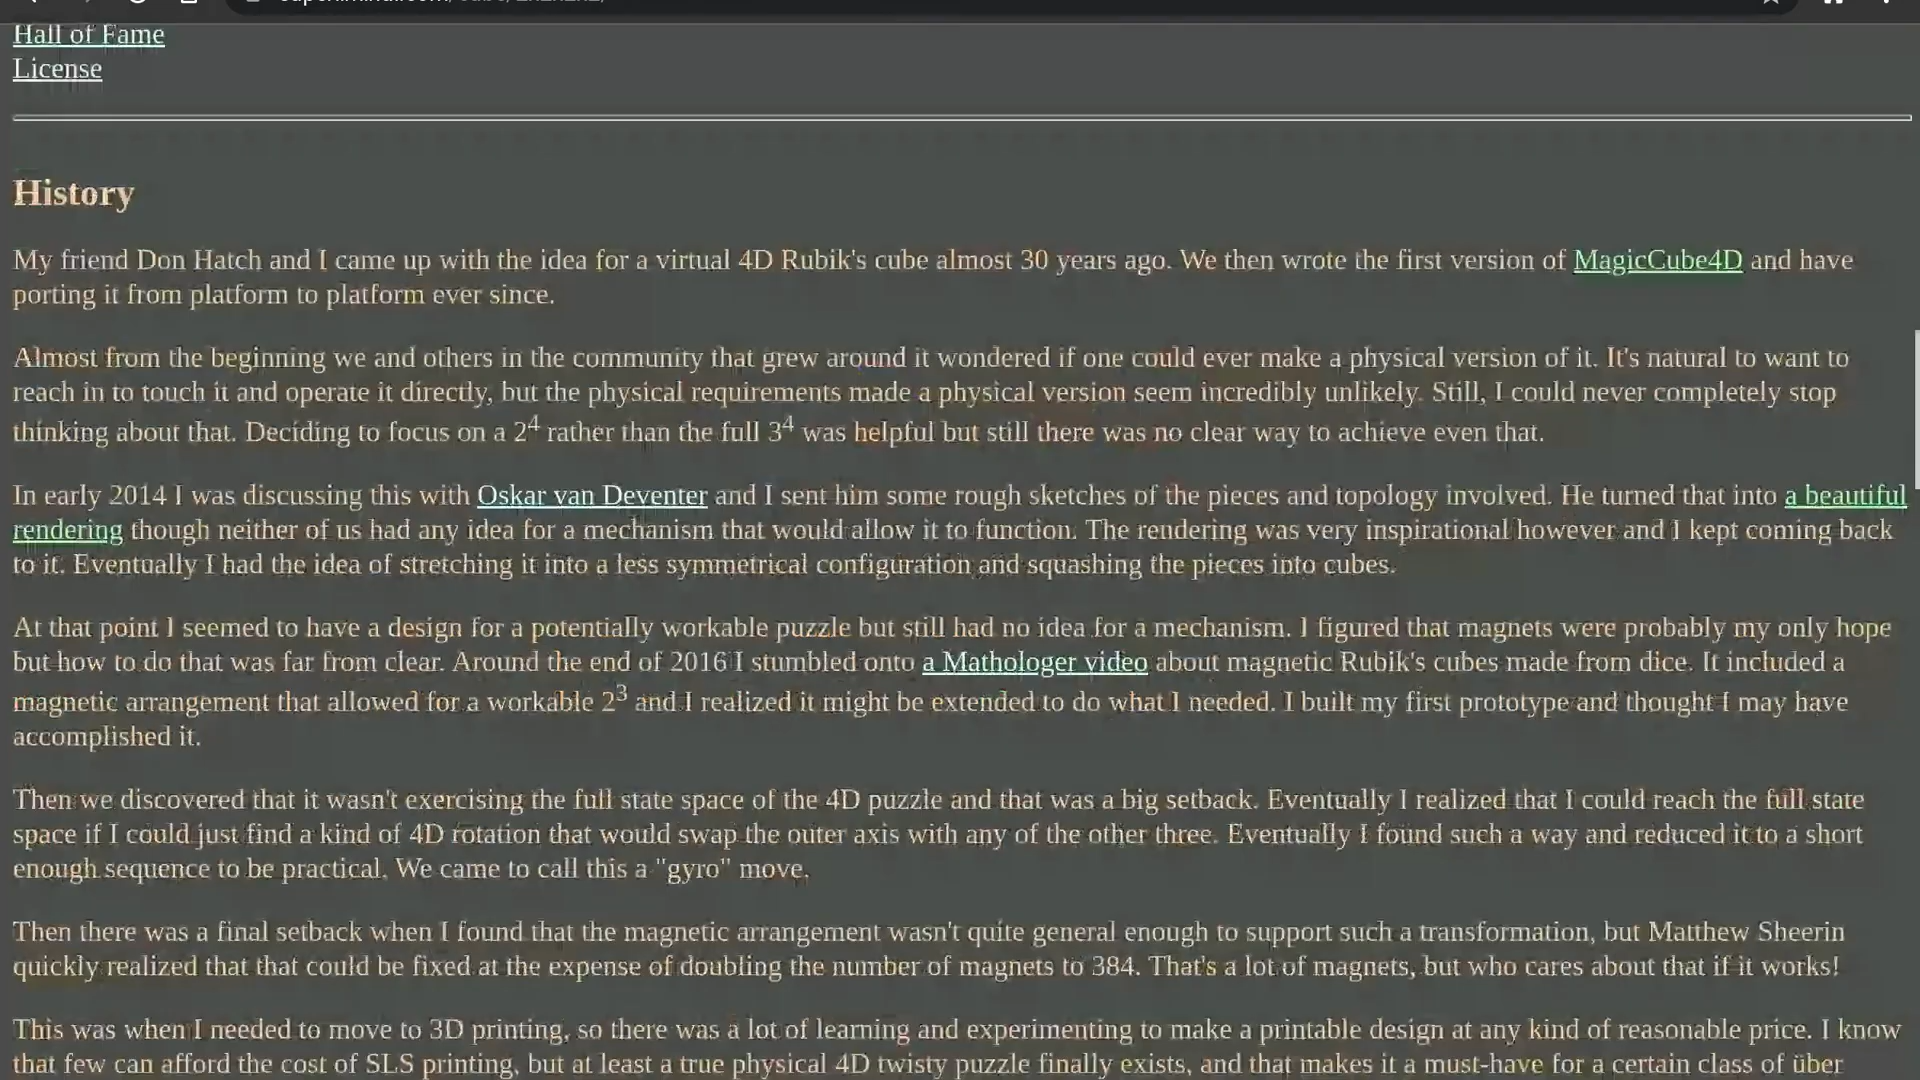 Hall of Fame
License
History
My friend Don Hatch and I came up with the idea for a virtual 4D Rubik's cube almost 30 years ago. We then wrote the first version of MagicCube4D and have
porting it from platform to platform ever since.
Almost from the beginning we and others in the community that grew around it wondered if one could ever make a physical version of it. It's natural to want to
reach in to touch it and operate it directly, but the physical requirements made a physical version seem incredibly unlikely. Still, I could never completely stop
thinking about that. Deciding to focus on a 2⁴ rather than the full 3⁴ was helpful but still there was no clear way to achieve even that.
In early 2014 I was discussing this with Oskar van Deventer and I sent him some rough sketches of the pieces and topology involved. He turned that into a beautiful
rendering though neither of us had any idea for a mechanism that would allow it to function. The rendering was very inspirational however and I kept coming back
to it. Eventually I had the idea of stretching it into a less symmetrical configuration and squashing the pieces into cubes.
At that point I seemed to have a design for a potentially workable puzzle but still had no idea for a mechanism. I figured that magnets were probably my only hope
but how to do that was far from clear. Around the end of 2016 I stumbled onto a Mathologer video about magnetic Rubik's cubes made from dice. It included a
magnetic arrangement that allowed for a workable 2³ and I realized it might be extended to do what I needed. I built my first prototype and thought I may have
accomplished it.
Then we discovered that it wasn't exercising the full state space of the 4D puzzle and that was a big setback. Eventually I realized that I could reach the full state
space if I could just find a kind of 4D rotation that would swap the outer axis with any of the other three. Eventually I found such a way and reduced it to a short
enough sequence to be practical. We came to call this a "gyro" move.
Then there was a final setback when I found that the magnetic arrangement wasn't quite general enough to support such a transformation, but Matthew Sheerin
quickly realized that that could be fixed at the expense of doubling the number of magnets to 384. That's a lot of magnets, but who cares about that if it works!
This was when I needed to move to 3D printing, so there was a lot of learning and experimenting to make a printable design at any kind of reasonable price. I know
that few can afford the cost of SLS printing, but at least a true physical 4D twisty puzzle finally exists, and that makes it a must-have for a certain class of über